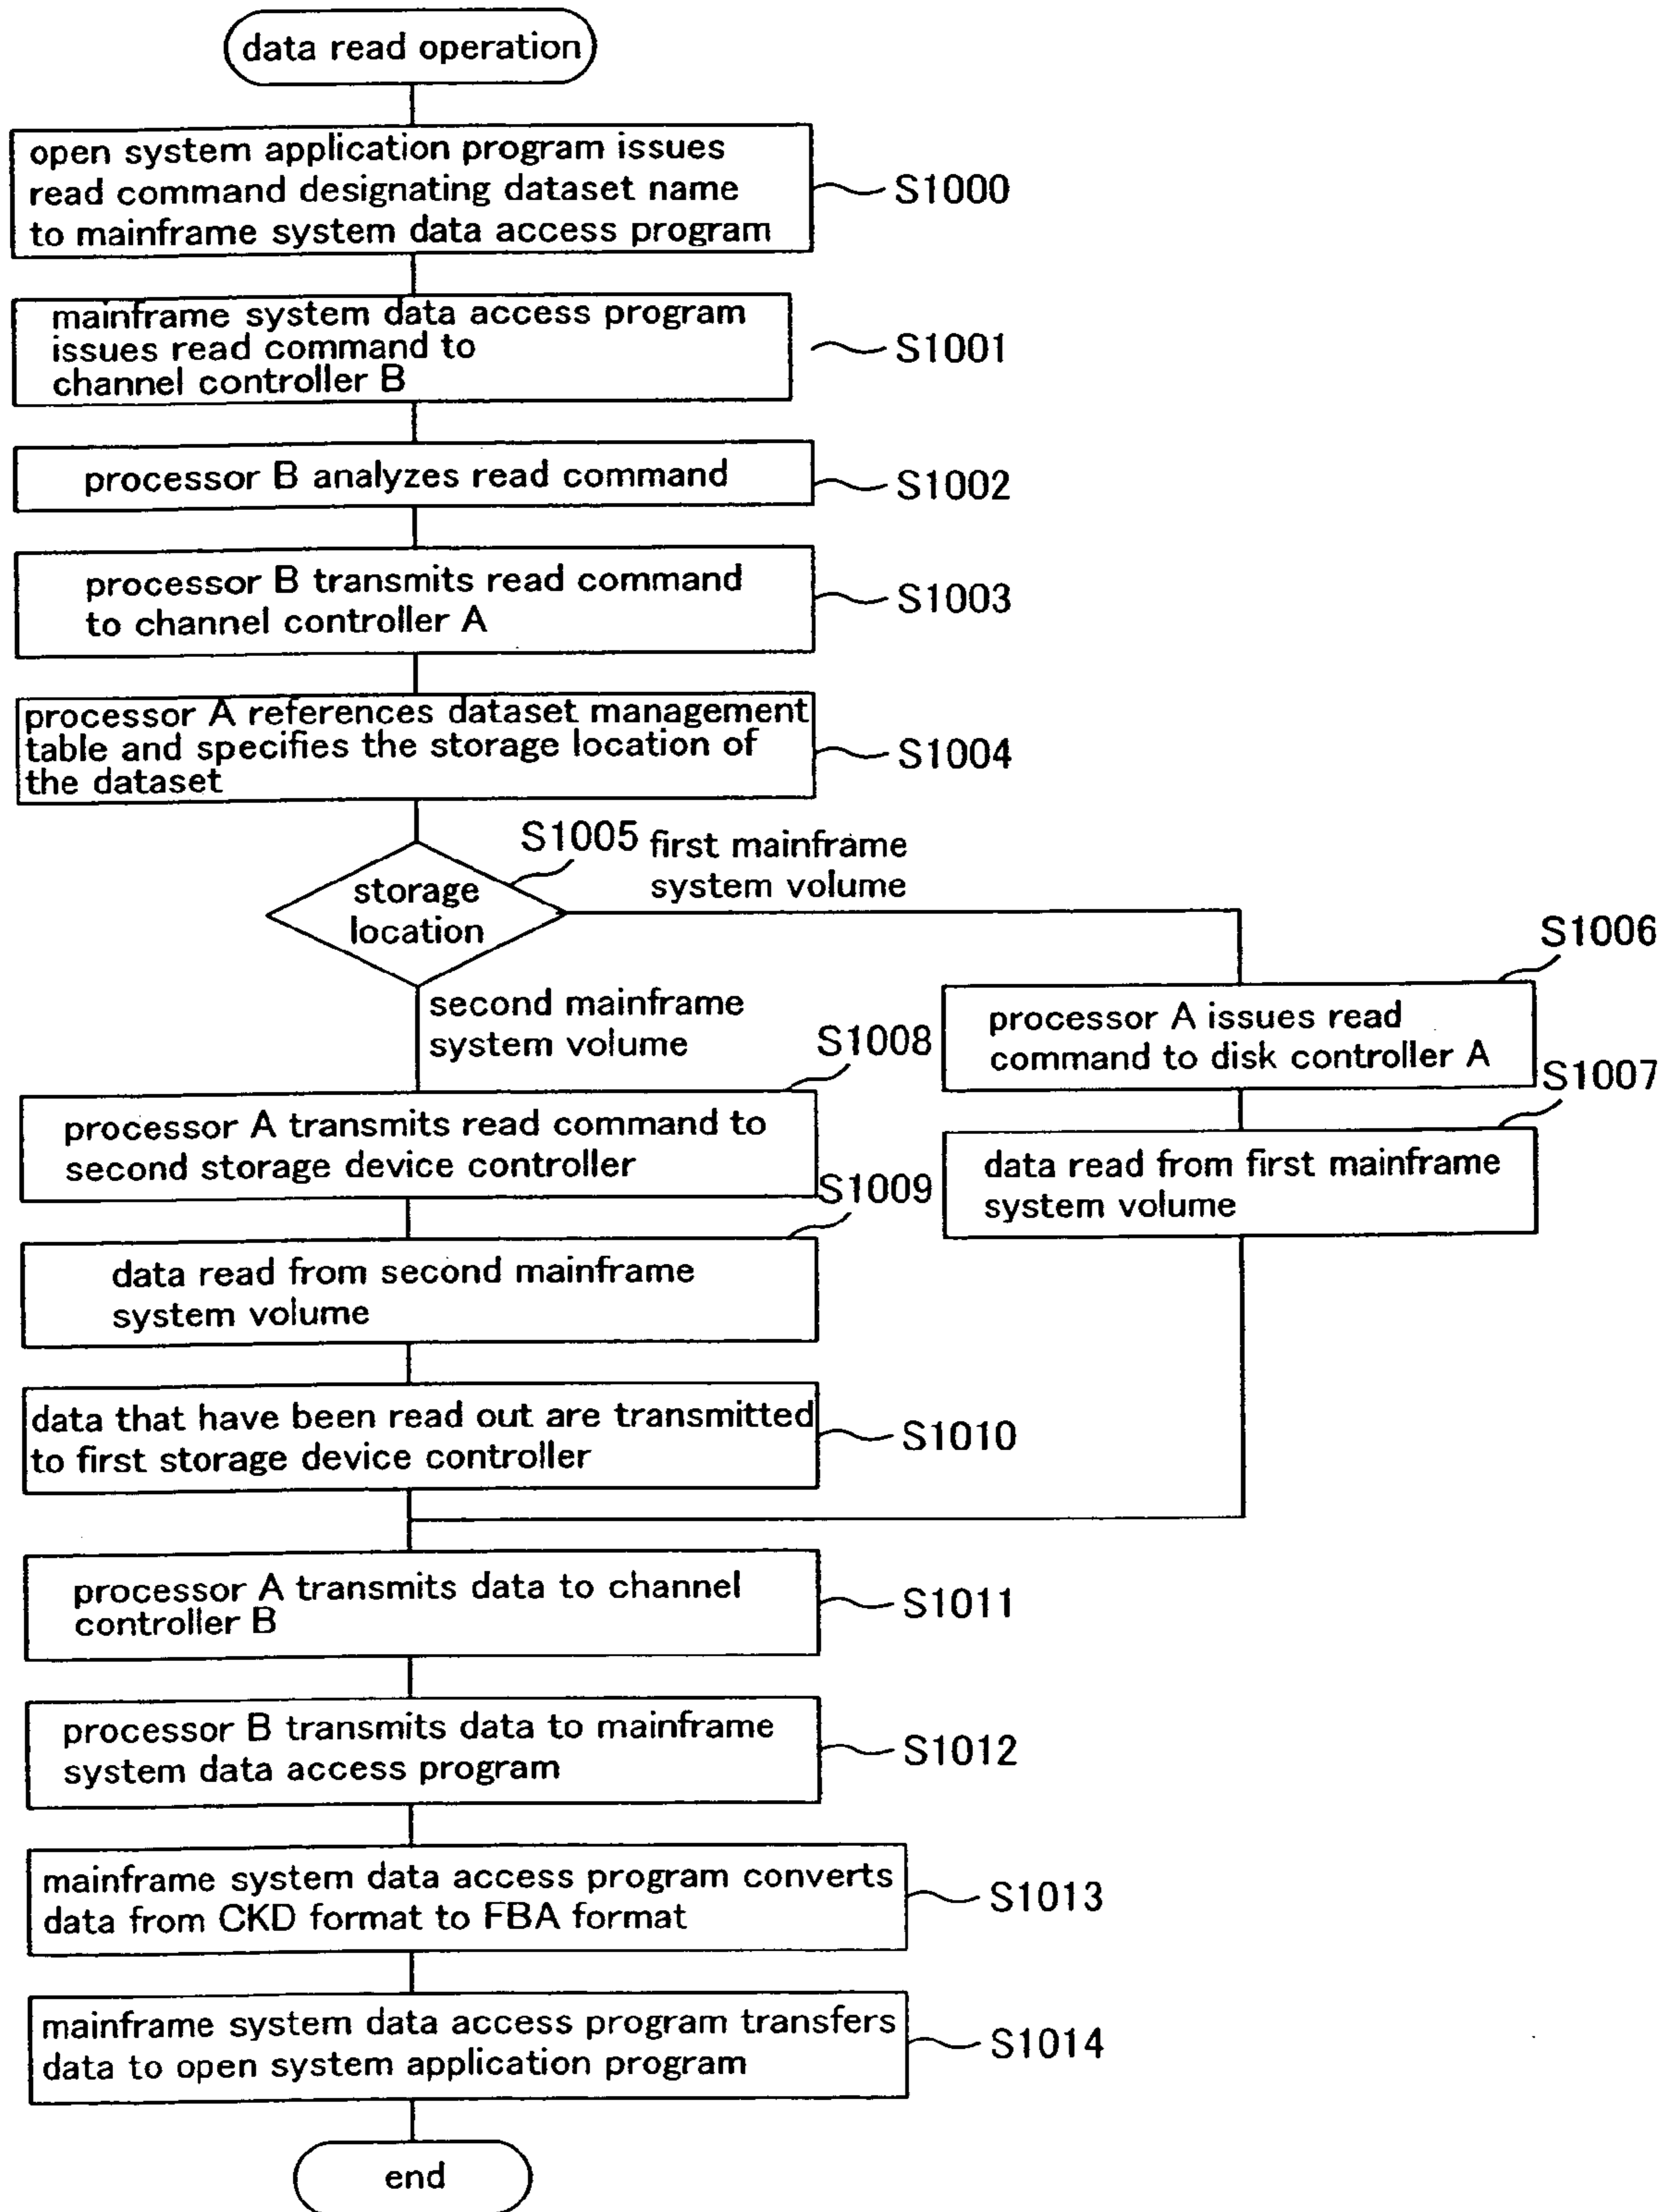 data read operation
open system application program issues
read command designating dataset name
to mainframe system data access program
S1000
mainframe system data access program
issues read command to
channel controller B
S1001
processor B analyzes read command
S1002
processor B transmits read command
to channel controller A
S1003
processor A references dataset management
table and specifies the storage location of
the dataset
S1004
S1005
storage
location
first mainframe
system volume
S1006
processor A issues read
command to disk controller A
S1007
data read from first mainframe
system volume
second mainframe
system volume
S1008
processor A transmits read command to
second storage device controller
S1009
data read from second mainframe
system volume
data that have been read out are transmitted
to first storage device controller
S1010
processor A transmits data to channel
controller B
S1011
processor B transmits data to mainframe
system data access program
S1012
mainframe system data access program converts
data from CKD format to FBA format
S1013
mainframe system data access program transfers
data to open system application program
S1014
end